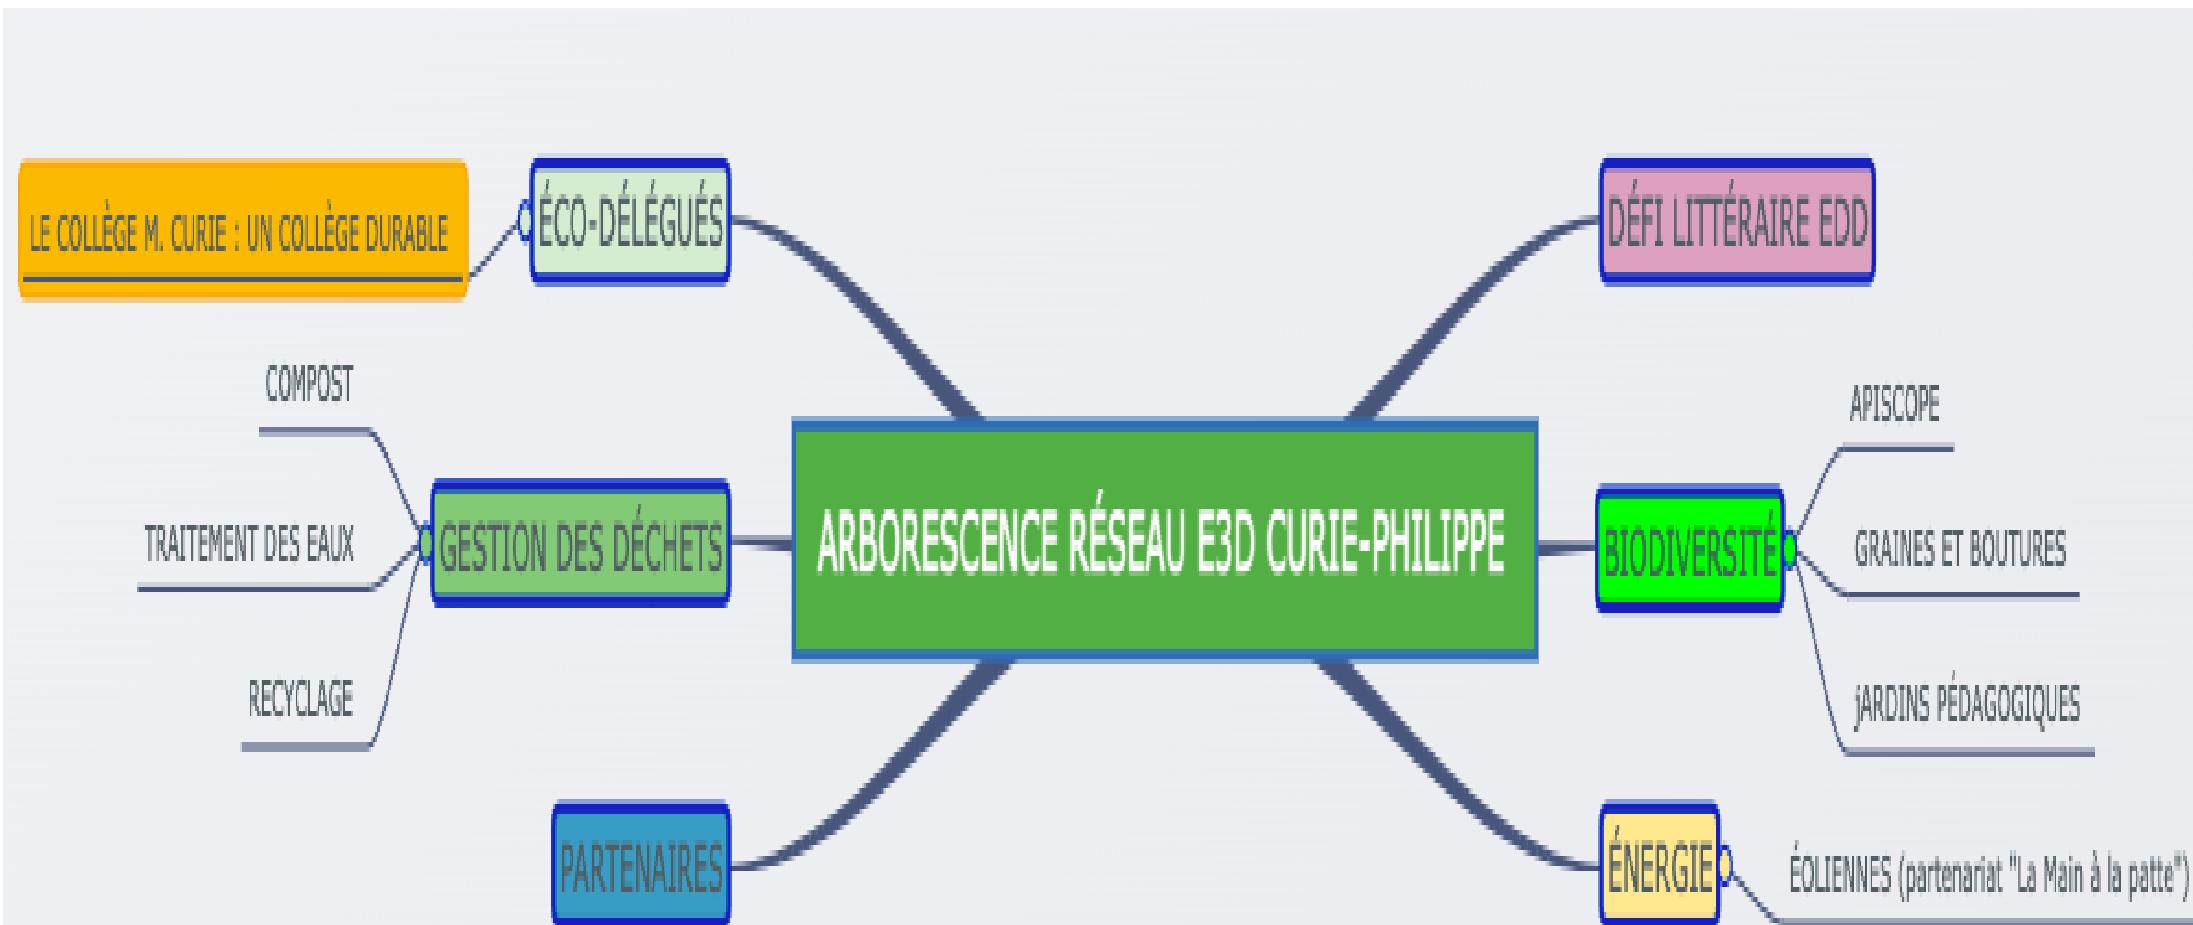 ARBORESCENCE RÉSEAU E3D CURIE-PHILIPPE
ÉCO-DÉLÉGUÉS
LE COLLÈGE M. CURIE : UN COLLÈGE DURABLE
GESTION DES DÉCHETS
COMPOST
TRAITEMENT DES EAUX
RECYCLAGE
PARTENAIRES
DÉFI LITTÉRAIRE EDD
BIODIVERSITÉ
APISCOPE
GRAINES ET BOUTURES
jARDINS PÉDAGOGIQUES
ÉNERGIE
ÉOLIENNES (partenariat "La Main à la patte")